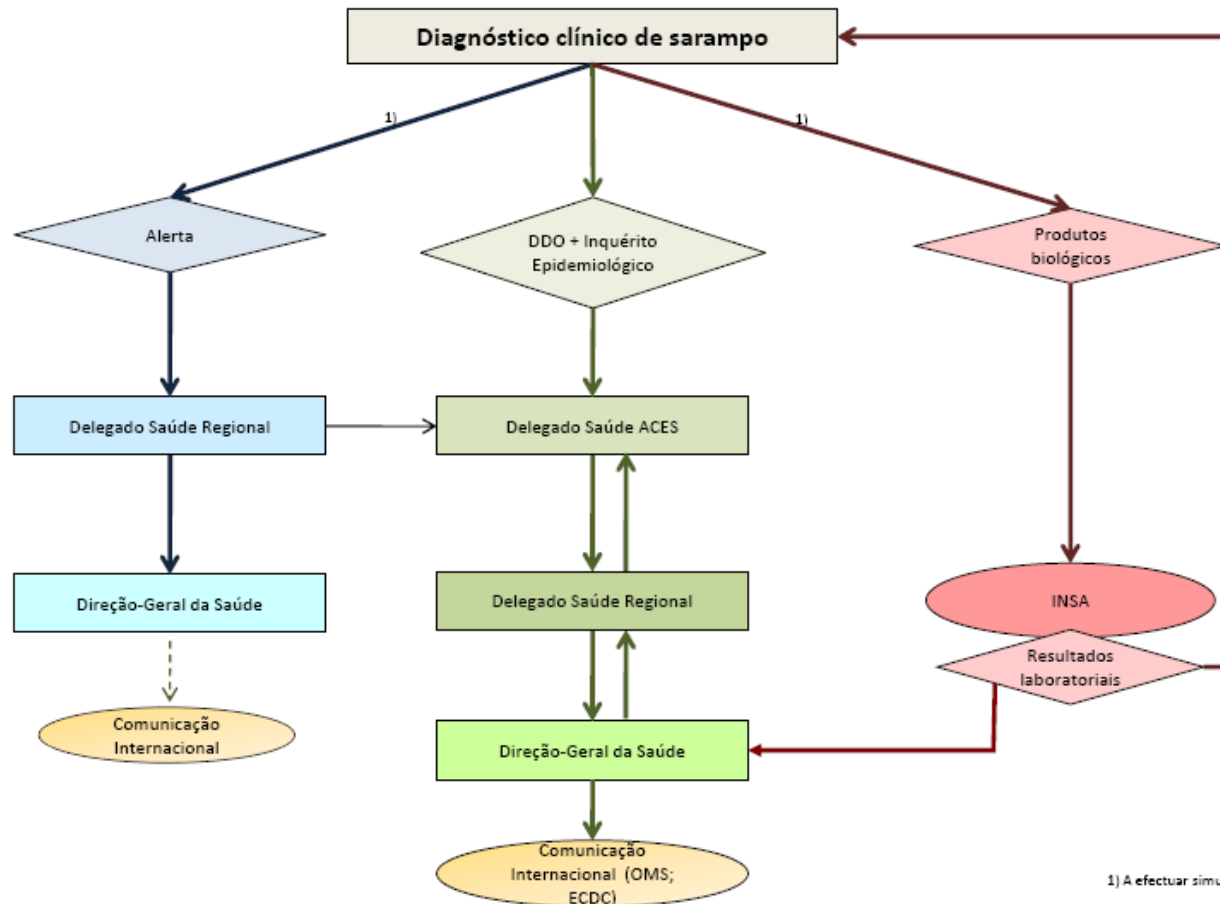 Diagnóstico clínico de sarampo
1)
1)
Alerta
DDO + Inquérito
Epidemiológico
Produtos
biológicos
Delegado Saúde Regional
Delegado Saúde ACES
Direção-Geral da Saúde
Delegado Saúde Regional
INSA
Resultados
laboratoriais
Comunicação
Internacional
Direção-Geral da Saúde
Comunicação
Internacional (OMS;
ECDC)
1) A efectuar